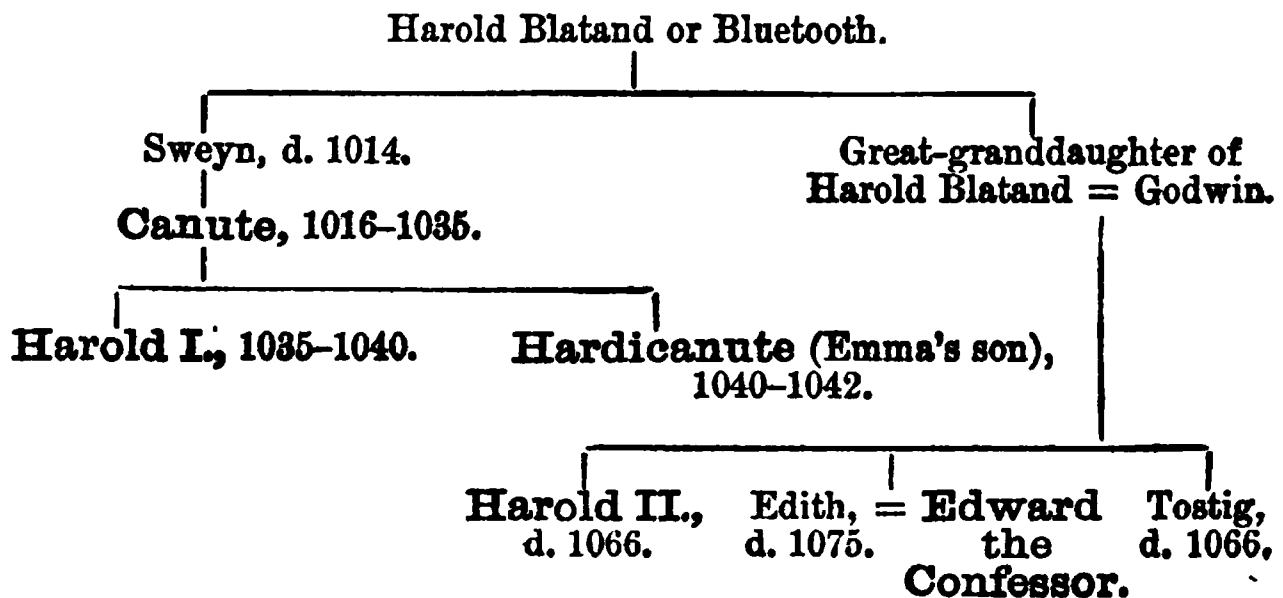 Harold Blatand or Bluetooth.
Sweyn, d. 1014.
Great-granddaughter of
Harold Blatand = Godwin.
Canute, 1016–1035.
Harold I., 1035–1040.
Hardicanute (Emma's son),
1040–1042.
Harold II.,
d. 1066.
Edith,
d. 1075.
= Edward
the
Confessor.
Tostig,
d. 1066.